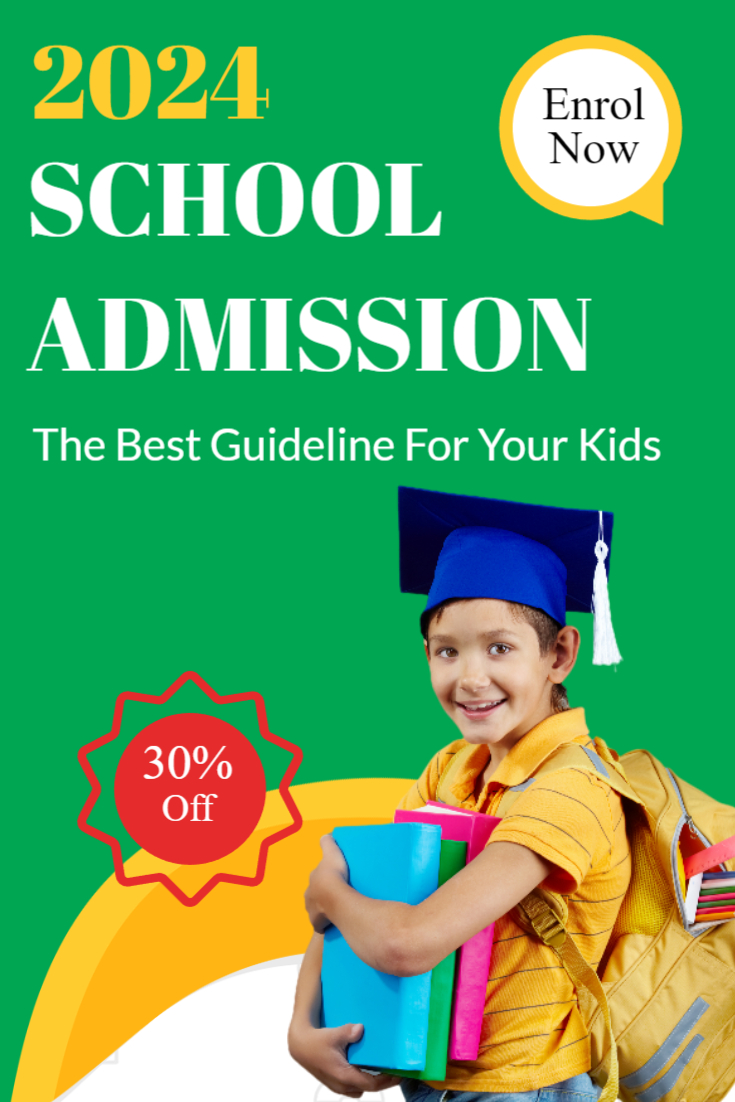 2024
Enrol
Now
SCHOOL
ADMISSION
The Best Guideline For Your Kids
30%
Off